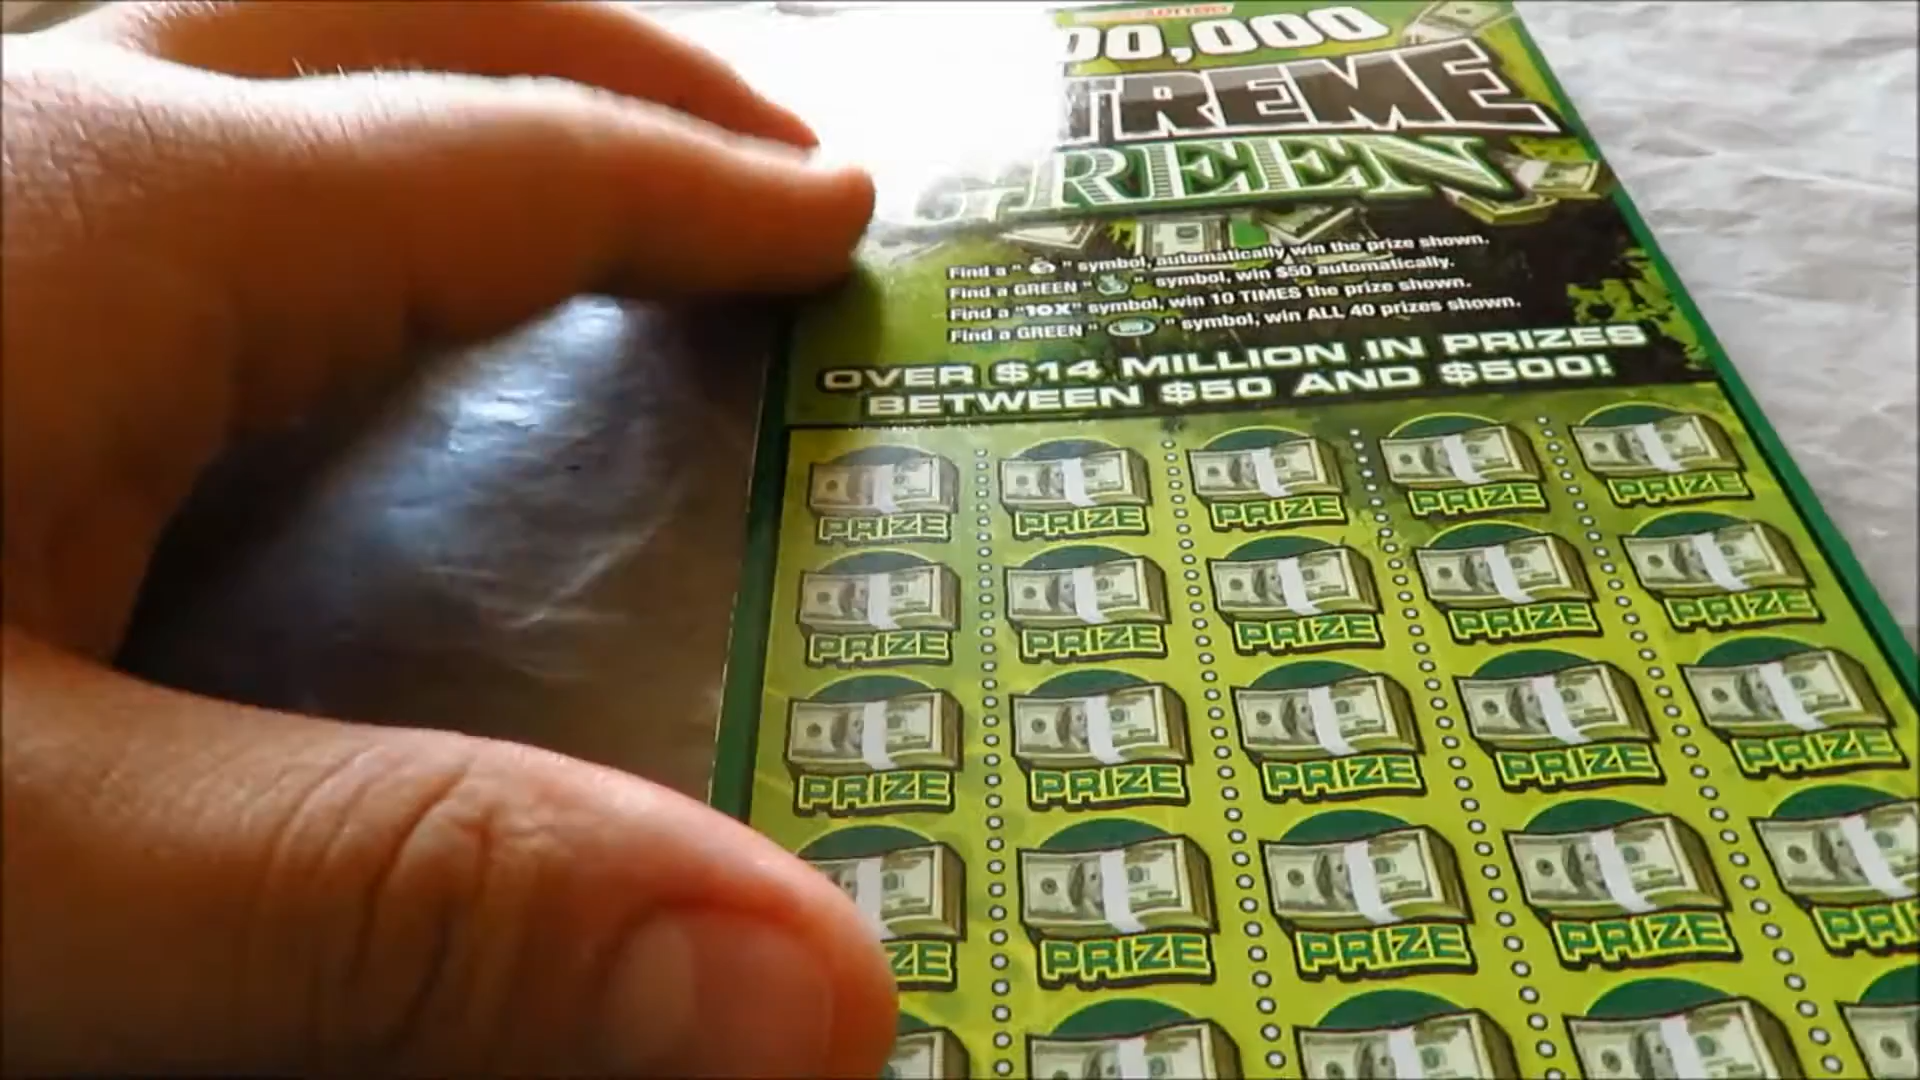 00,000
TREME
GREEN
Find a " " symbol, automatically win the prize shown.
Find a GREEN " " symbol, win $50 automatically.
Find a "10X" symbol, win 10 TIMES the prize shown.
Find a GREEN " " symbol, win ALL 40 prizes shown.
OVER $14 MILLION IN PRIZES
BETWEEN $50 AND $500!
PRIZE PRIZE PRIZE PRIZE PRIZE
PRIZE PRIZE PRIZE PRIZE PRIZE
PRIZE PRIZE PRIZE PRIZE PRIZE
ZE PRIZE PRIZE PRIZE PRI